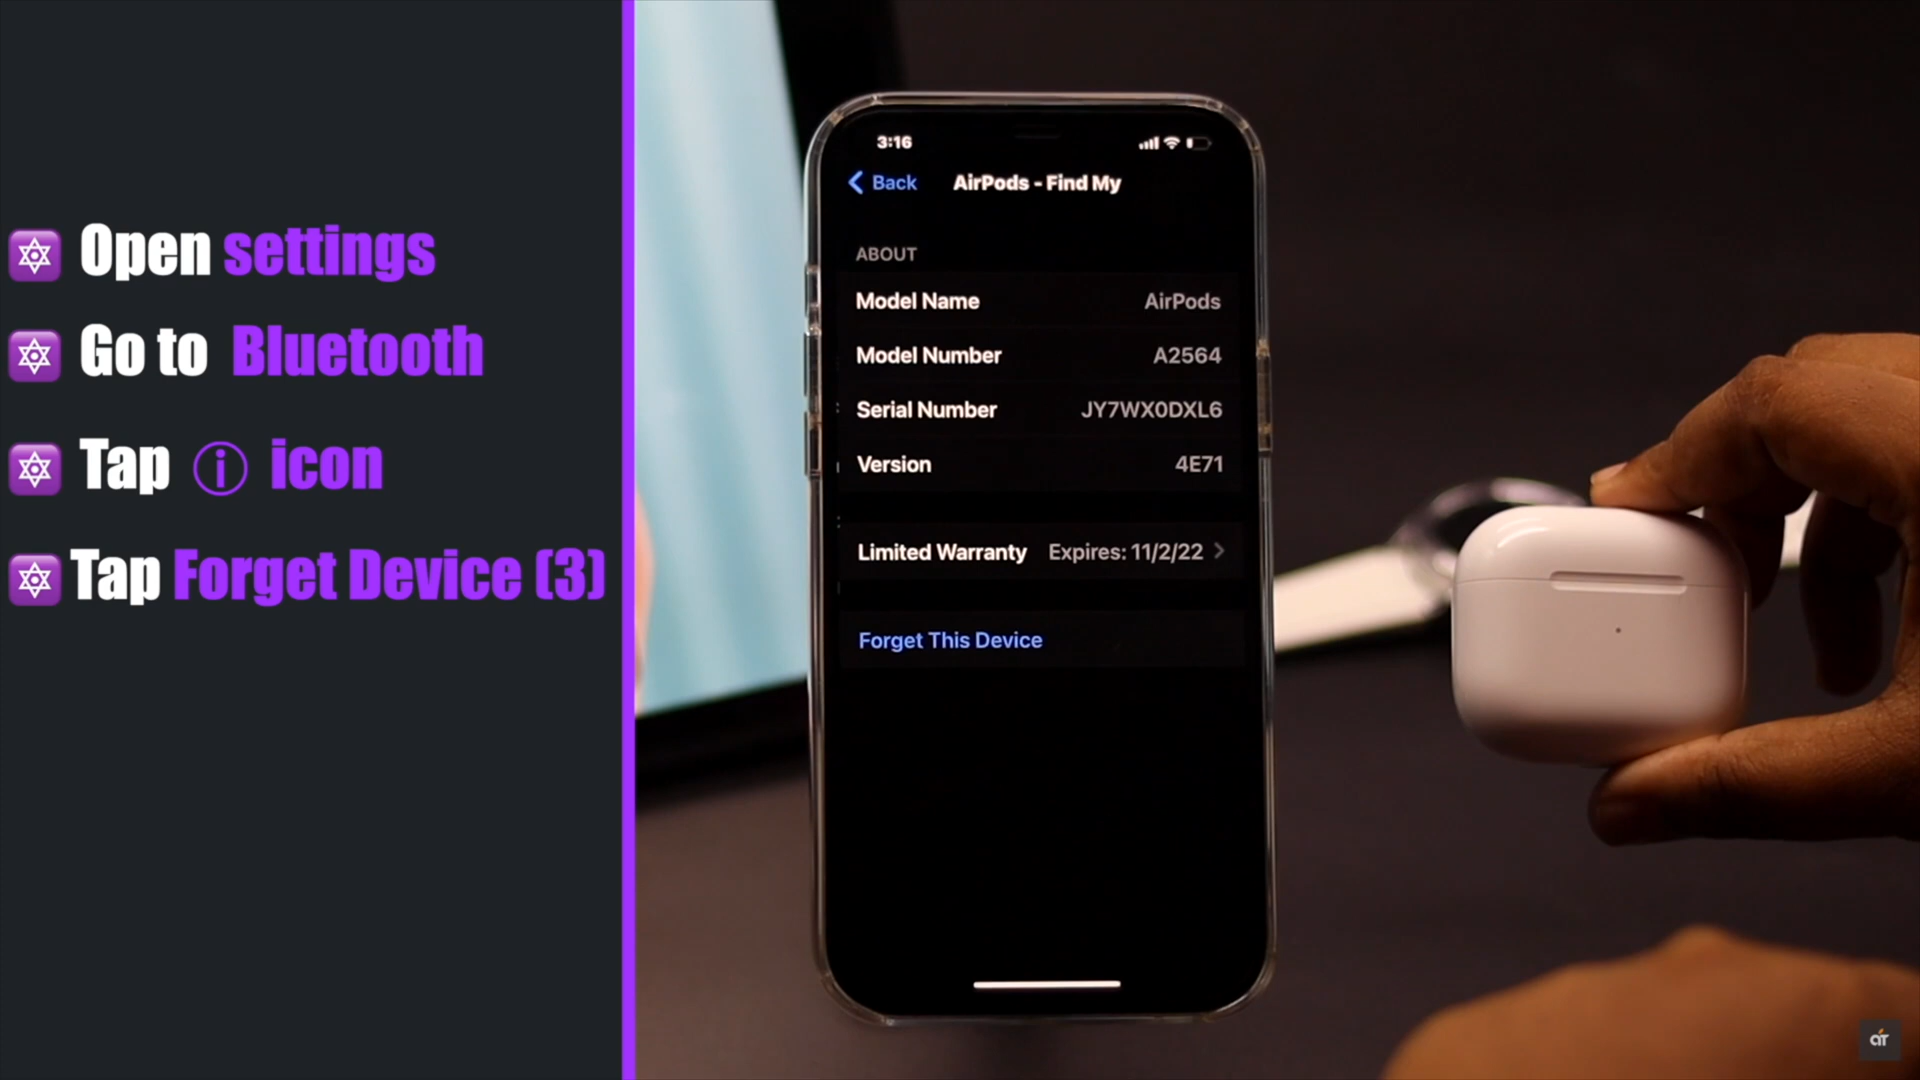 Open settings
Go to Bluetooth
Tap i icon
Tap Forget Device (3)
3:16
Back AirPods - Find My
ABOUT
Model Name AirPods
Model Number A2564
Serial Number JY7WX0DXL6
Version 4E71
Limited Warranty Expires: 11/2/22
Forget This Device
aT